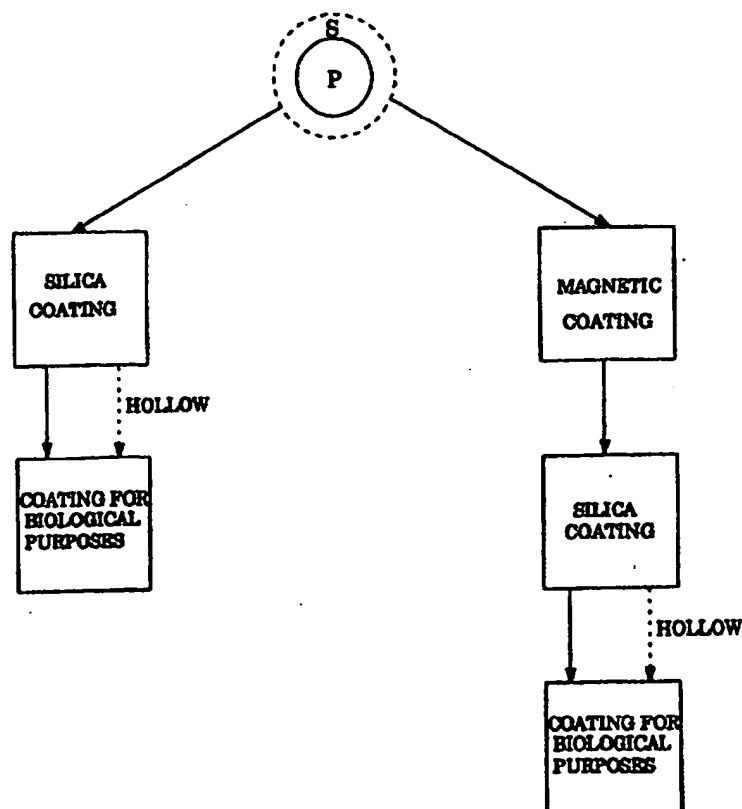 S
P
SILICA
COATING
HOLLOW
COATING FOR
BIOLOGICAL
PURPOSES
MAGNETIC
COATING
SILICA
COATING
HOLLOW
COATING FOR
BIOLOGICAL
PURPOSES